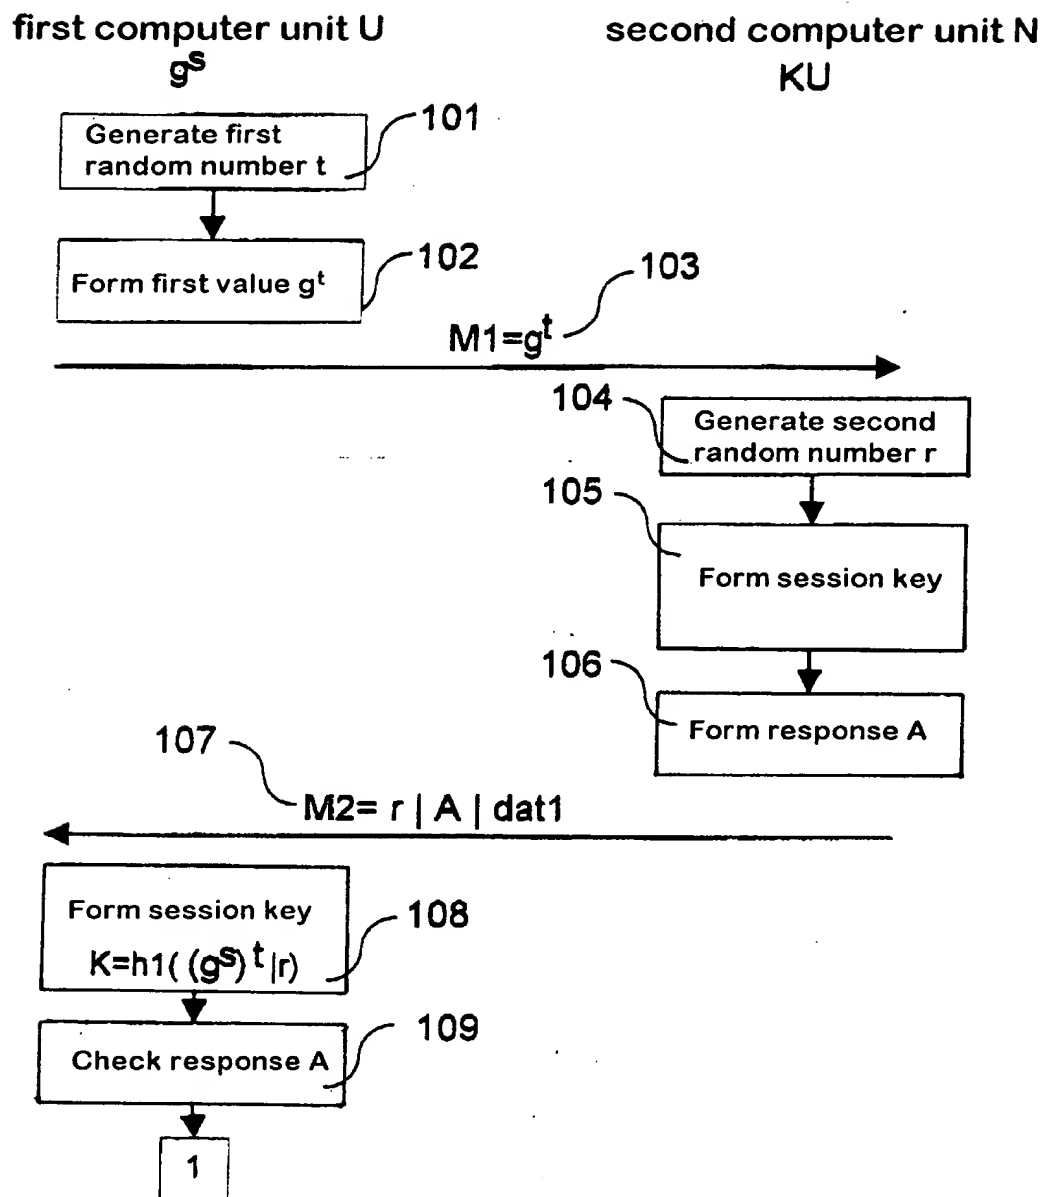 first computer unit U
g^s
second computer unit N
KU
101
Generate first
random number t
102
Form first value g^t
103
M1=g^t
104
Generate second
random number r
105
Form session key
106
Form response A
107
M2= r | A | dat1
Form session key
K=h1( (g^s)^t |r)
108
Check response A
109
1